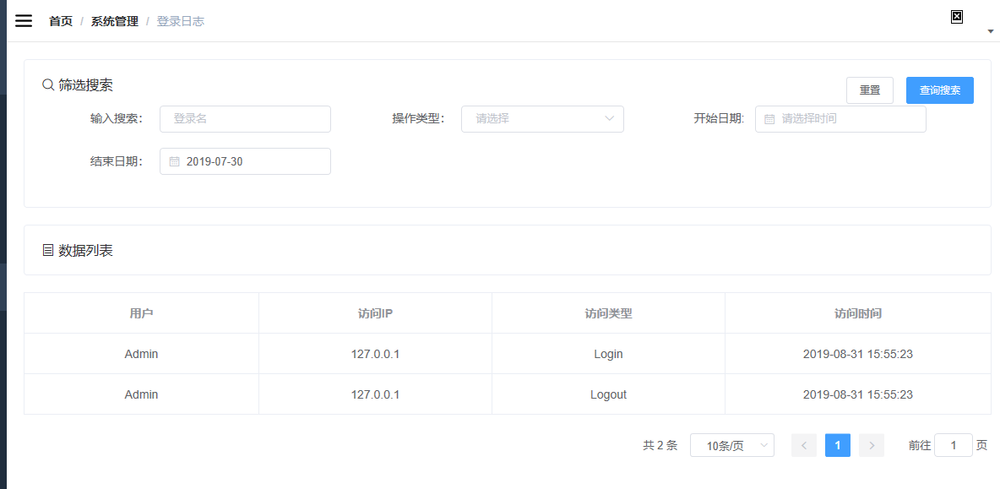 首页 / 系统管理 / 登录日志
筛选搜索
重置 查询搜索
输入搜索： 登录名 操作类型： 请选择 开始日期: 请选择时间
结束日期： 2019-07-30
数据列表
用户 访问IP 访问类型 访问时间
Admin 127.0.0.1 Login 2019-08-31 15:55:23
Admin 127.0.0.1 Logout 2019-08-31 15:55:23
共 2 条 10条/页 1 前往 1 页